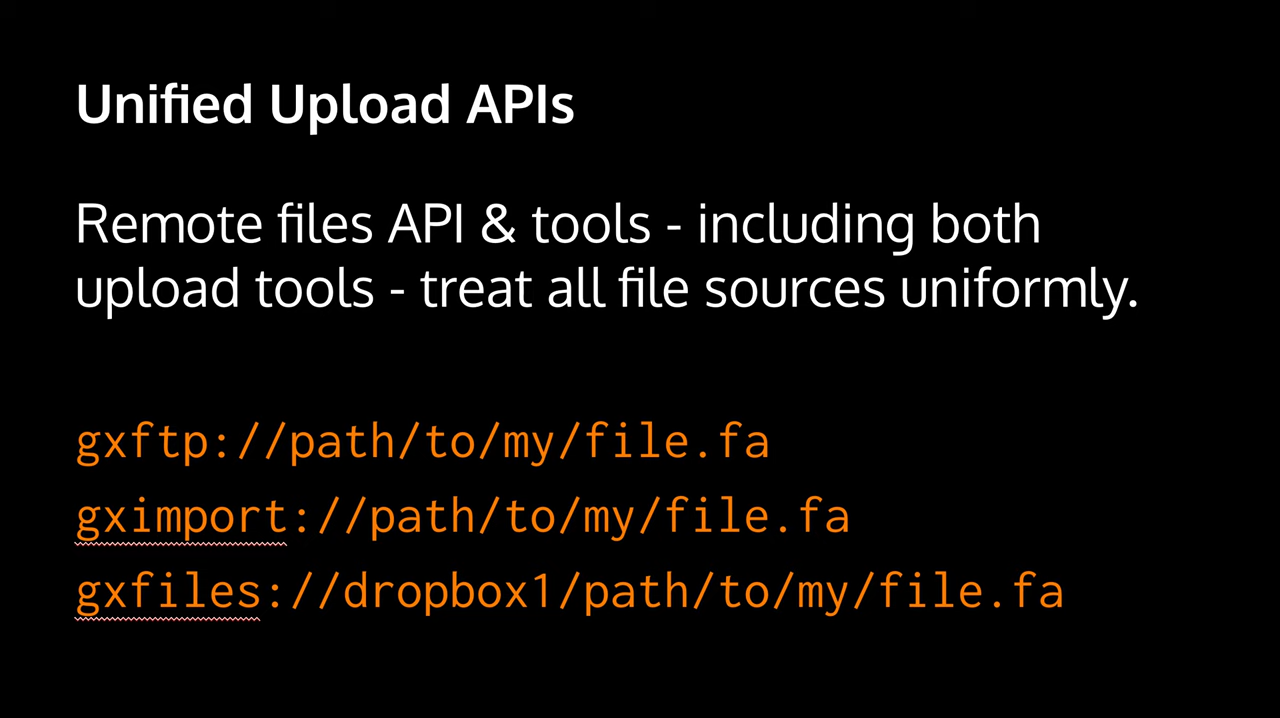 Unified Upload APIs
Remote files API & tools - including both
upload tools - treat all file sources uniformly.
gxftp://path/to/my/file.fa
gximport://path/to/my/file.fa
gxfiles://dropbox1/path/to/my/file.fa